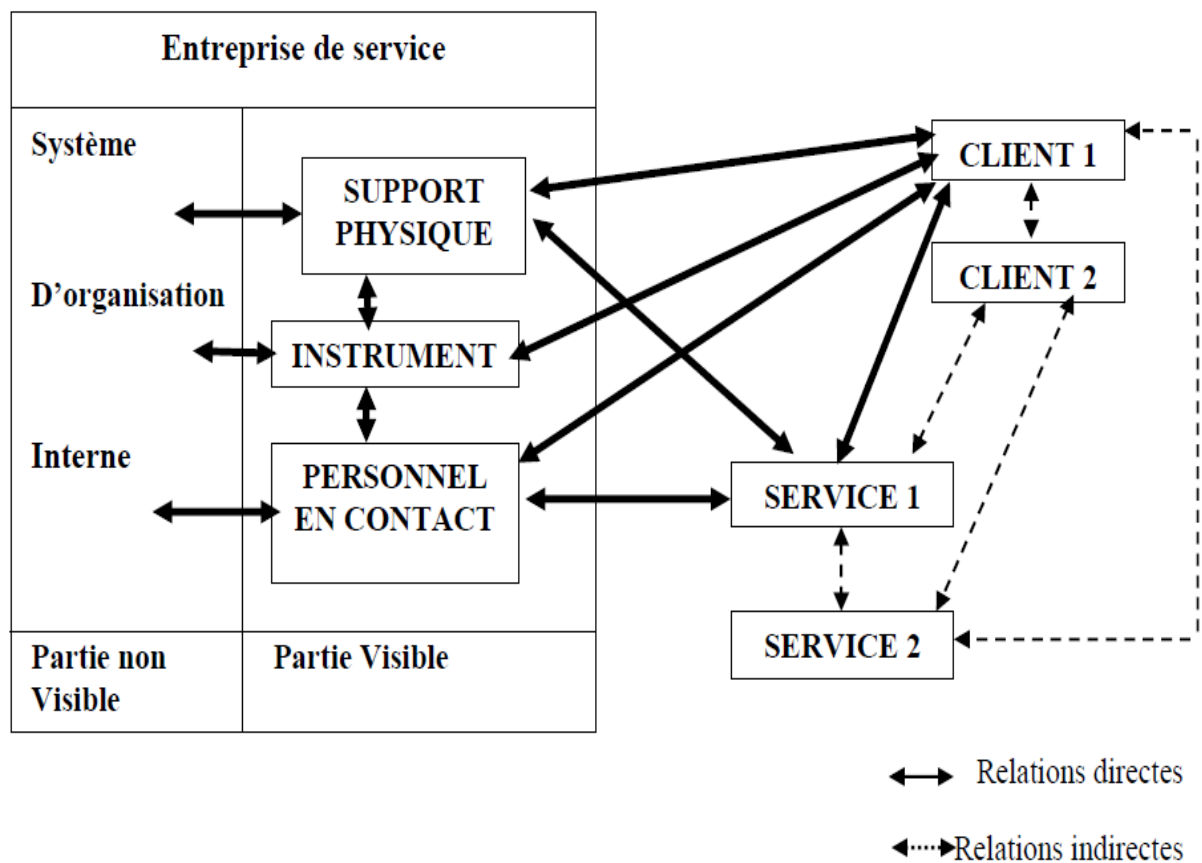 Entreprise de service
Système
D’organisation
Interne
SUPPORT
PHYSIQUE
INSTRUMENT
PERSONNEL
EN CONTACT
CLIENT 1
CLIENT 2
SERVICE 1
SERVICE 2
Partie non
Visible
Partie Visible
Relations directes
Relations indirectes